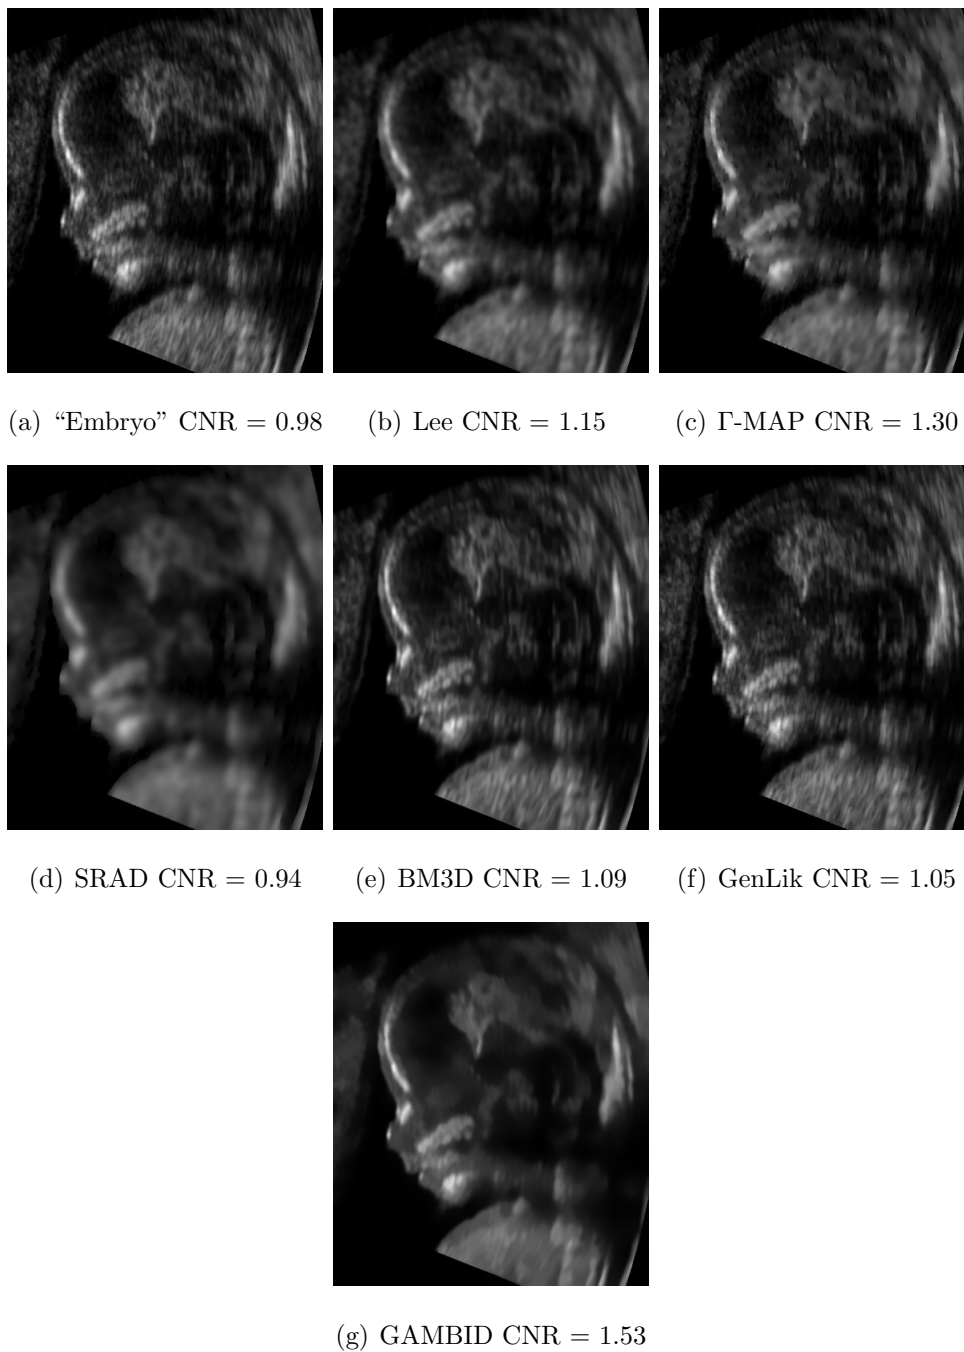 (a) “Embryo” CNR = 0.98
(b) Lee CNR = 1.15
(c) Γ-MAP CNR = 1.30
(d) SRAD CNR = 0.94
(e) BM3D CNR = 1.09
(f) GenLik CNR = 1.05
(g) GAMBID CNR = 1.53